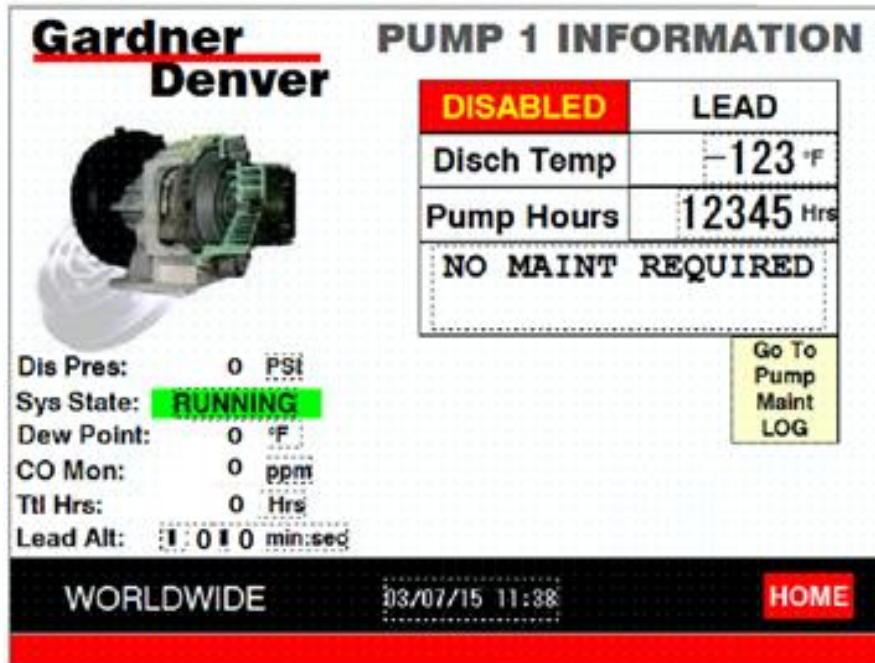 Gardner
Denver
PUMP 1 INFORMATION
DISABLED LEAD
Disch Temp -123 °F
Pump Hours 12345 Hrs
NO MAINT REQUIRED
Go To
Pump
Maint
LOG
Dis Pres: 0 PSI
Sys State: RUNNING
Dew Point: 0 °F
CO Mon: 0 ppm
Ttl Hrs: 0 Hrs
Lead Alt: 0 0 min:sec
WORLDWIDE 03/07/15 11:38 HOME